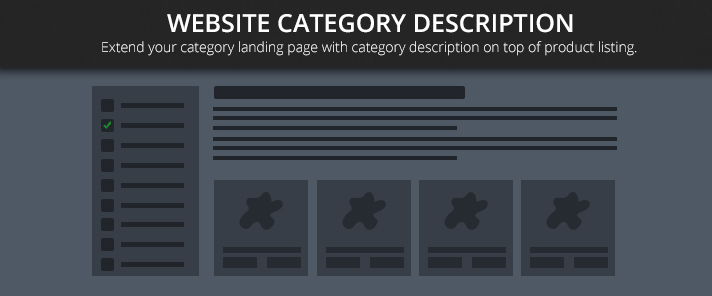 WEBSITE CATEGORY DESCRIPTION
Extend your category landing page with category description on top of product listing.